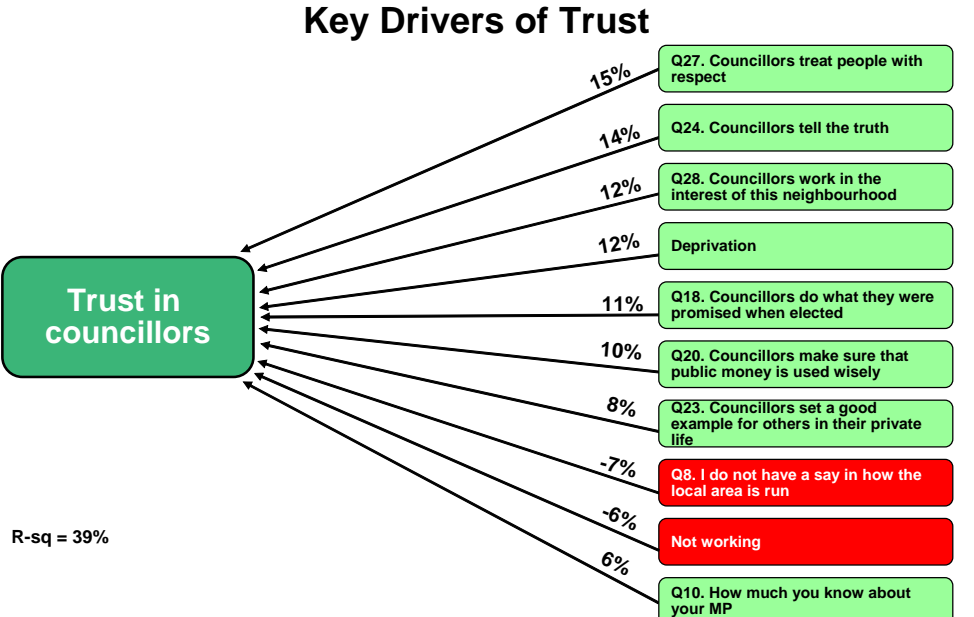 Key Drivers of Trust
15%
Q27. Councillors treat people with
respect
14%
Q24. Councillors tell the truth
12%
Q28. Councillors work in the
interest of this neighbourhood
12%
Deprivation
Trust in
councillors
11%
Q18. Councillors do what they were
promised when elected
10%
Q20. Councillors make sure that
public money is used wisely
8%
Q23. Councillors set a good
example for others in their private
life
-7%
Q8. I do not have a say in how the
local area is run
-6%
Not working
R-sq = 39%
6%
Q10. How much you know about
your MP